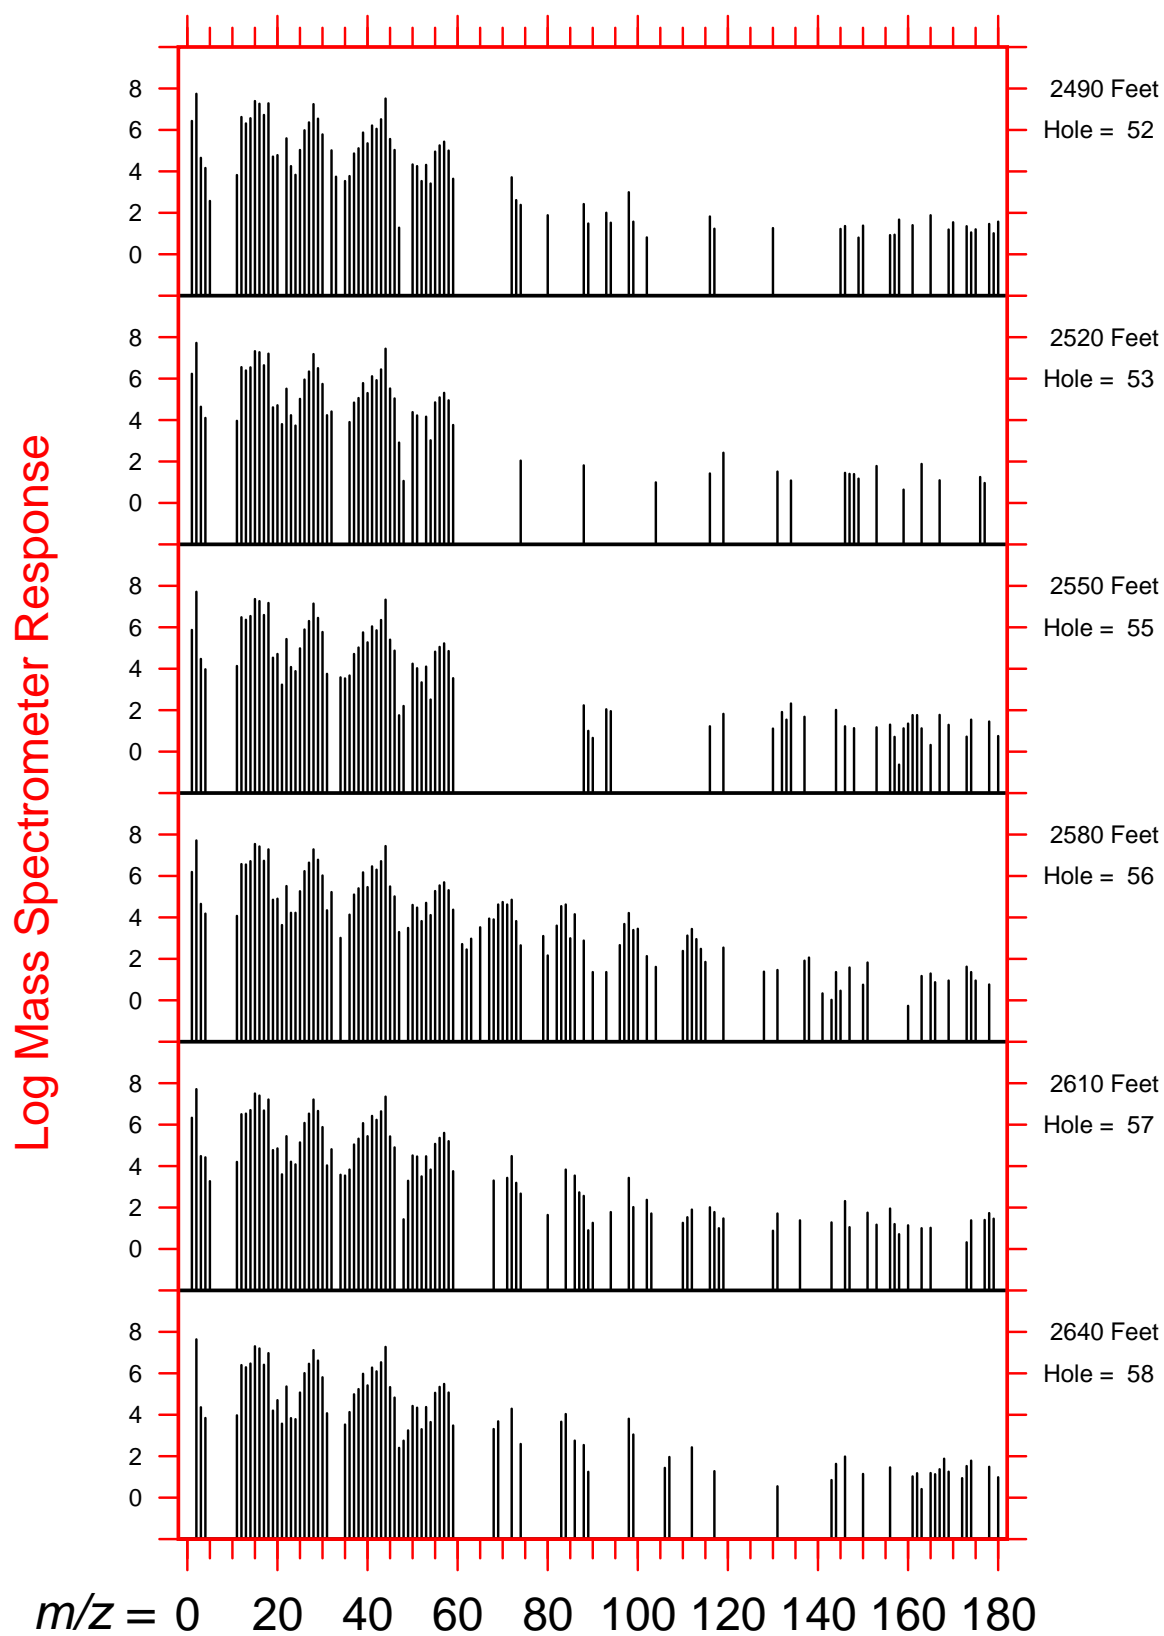 8 2490 Feet
6 Hole = 52
4
2
0
8 2520 Feet
6 Hole = 53
4
2
0
8 2550 Feet
6 Hole = 55
4
2
0
8 2580 Feet
6 Hole = 56
4
2
0
8 2610 Feet
6 Hole = 57
4
2
0
8 2640 Feet
6 Hole = 58
4
2
0
Log Mass Spectrometer Response
m/z = 0 20 40 60 80 100 120 140 160 180